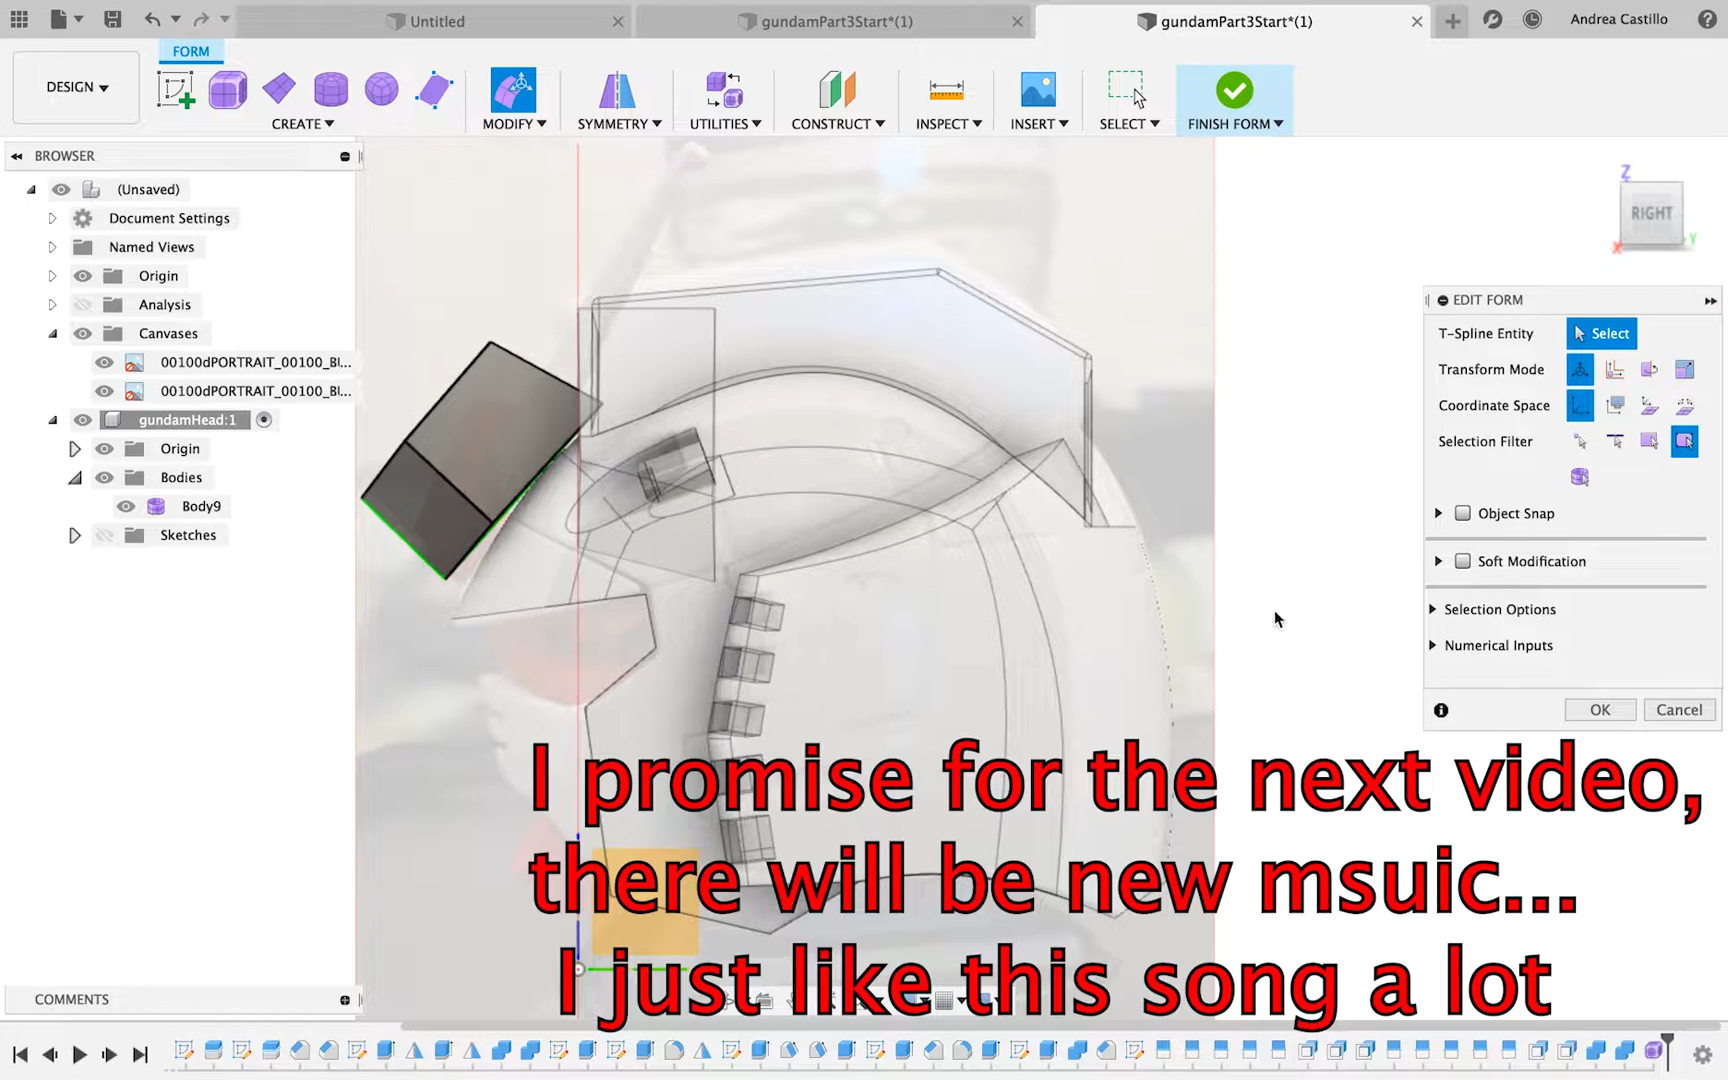 Untitled
gundamPart3Start*(1)
gundamPart3Start*(1)
Andrea Castillo
FORM
DESIGN
CREATE
MODIFY
SYMMETRY
UTILITIES
CONSTRUCT
INSPECT
INSERT
SELECT
FINISH FORM
BROWSER
(Unsaved)
Document Settings
Named Views
Origin
Analysis
Canvases
00100dPORTRAIT_00100_Bl...
00100dPORTRAIT_00100_Bl...
gundamHead:1
Origin
Bodies
Body9
Sketches
Z
RIGHT
X
Y
EDIT FORM
T-Spline Entity
Select
Transform Mode
Coordinate Space
Selection Filter
Object Snap
Soft Modification
Selection Options
Numerical Inputs
OK
Cancel
I promise for the next video,
there will be new msuic...
I just like this song a lot
COMMENTS